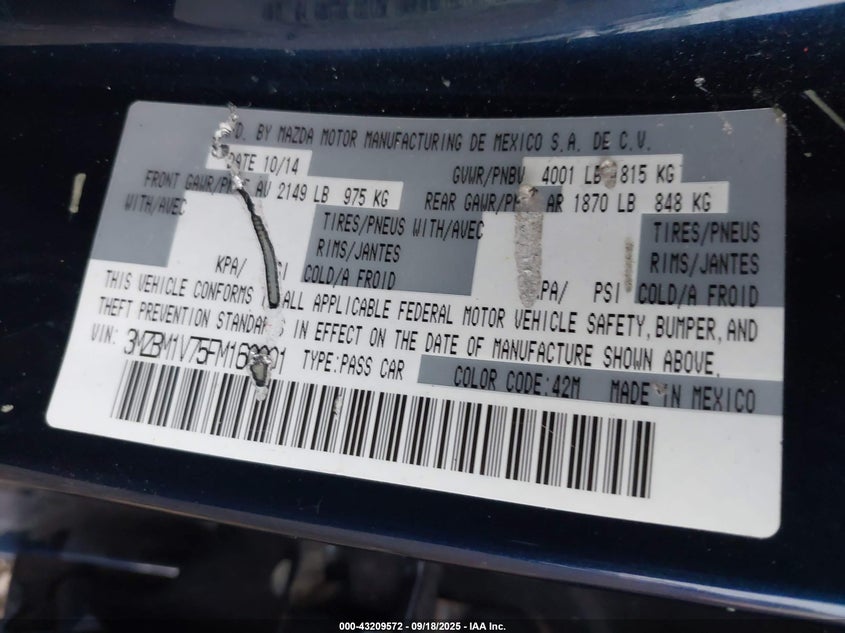 BY MAZDA MOTOR MANUFACTURING DE MEXICO S.A. DE C.V.
DATE 10/14 GVWR/PNBV 4001 LB 1815 KG
FRONT GAWR/ AV 2149 LB 975 KG REAR GAWR/ AR 1870 LB 848 KG
WITH/AVEC TIRES/PNEUS WITH/AVEC TIRES/PNEUS
RIMS/JANTES RIMS/JANTES
KPA/ PSI COLD/A FROID KPA/ PSI COLD/A FROID
THIS VEHICLE CONFORMS TO ALL APPLICABLE FEDERAL MOTOR VEHICLE SAFETY, BUMPER, AND
THEFT PREVENTION STANDARDS IN EFFECT ON THE DATE OF MANUFACTURE SHOWN ABOVE.
VIN: TYPE:PASS CAR COLOR CODE:42M MADE IN MEXICO
000-43209572 - 09/18/2025 - IAA Inc.